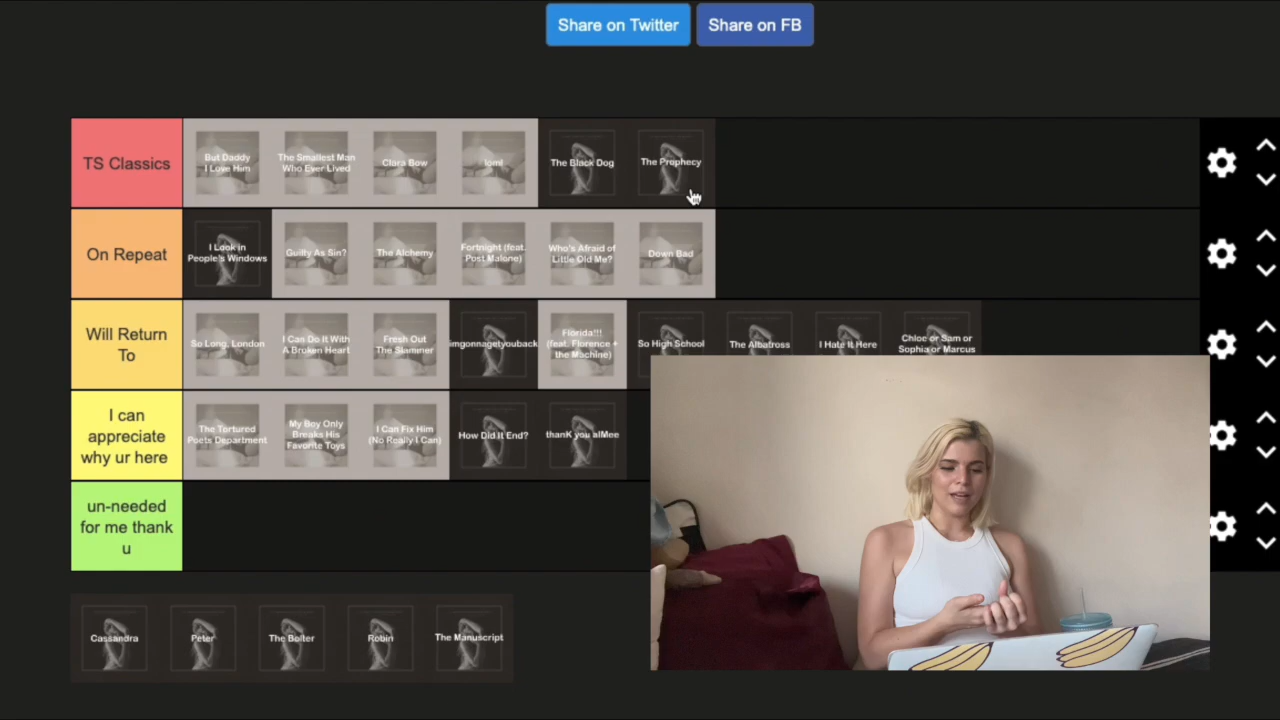 Share on Twitter
Share on FB
TS Classics
But Daddy
I Love Him
The Smallest Man
Who Ever Lived
Clara Bow
loml
The Black Dog
The Prophecy
On Repeat
I Look in
People's Windows
Guilty As Sin?
The Alchemy
Fortnight (feat.
Post Malone)
Who's Afraid of
Little Old Me?
Down Bad
Will Return
To
So Long, London
I Can Do It With
A Broken Heart
Fresh Out
The Slammer
imgonnagetyouback
Florida!!!
(feat. Florence +
the Machine)
So High School
The Albatross
I Hate It Here
Chloe or Sam or
Sophia or Marcus
I can
appreciate
why ur here
The Tortured
Poets Department
My Boy Only
Breaks His
Favorite Toys
I Can Fix Him
(No Really I Can)
How Did It End?
thanK you aIMee
un-needed
for me thank
u
Cassandra
Peter
The Bolter
Robin
The Manuscript